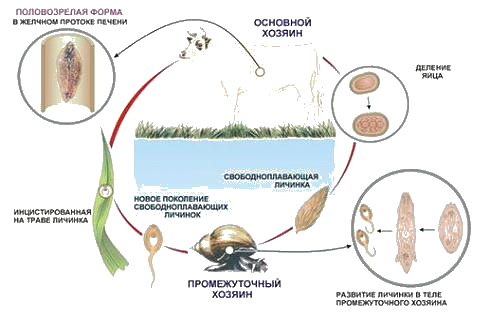 ПОЛОВОЗРЕЛАЯ ФОРМА
В ЖЕЛЧНОМ ПРОТОКЕ ПЕЧЕНИ
ОСНОВНОЙ
ХОЗЯИН
ДЕЛЕНИЕ
ЯЙЦА
СВОБОДНОПЛАВАЮЩАЯ
ЛИЧИНКА
НОВОЕ ПОКОЛЕНИЕ
СВОБОДНОПЛАВАЮЩИХ
ЛИЧИНОК
ИНЦИСТИРОВАННАЯ
НА ТРАВЕ ЛИЧИНКА
ПРОМЕЖУТОЧНЫЙ
ХОЗЯИН
РАЗВИТИЕ ЛИЧИНКИ В ТЕЛЕ
ПРОМЕЖУТОЧНОГО ХОЗЯИНА